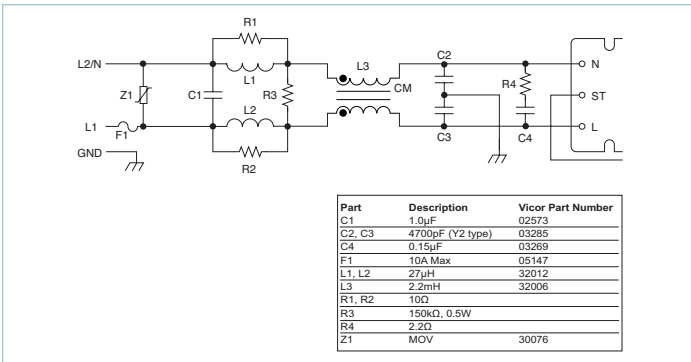 R1
L3
C2
L2/N
L1
N
CM
R4
Z1
C1
R3
ST
L2
L1
F1
L
C3
C4
GND
R2
Part Description Vicor Part Number
C1 1.0µF 02573
C2, C3 4700pF (Y2 type) 03285
C4 0.15µF 03269
F1 10A Max 05147
L1, L2 27µH 32012
L3 2.2mH 32006
R1, R2 10Ω
R3 150kΩ, 0.5W
R4 2.2Ω
Z1 MOV 30076